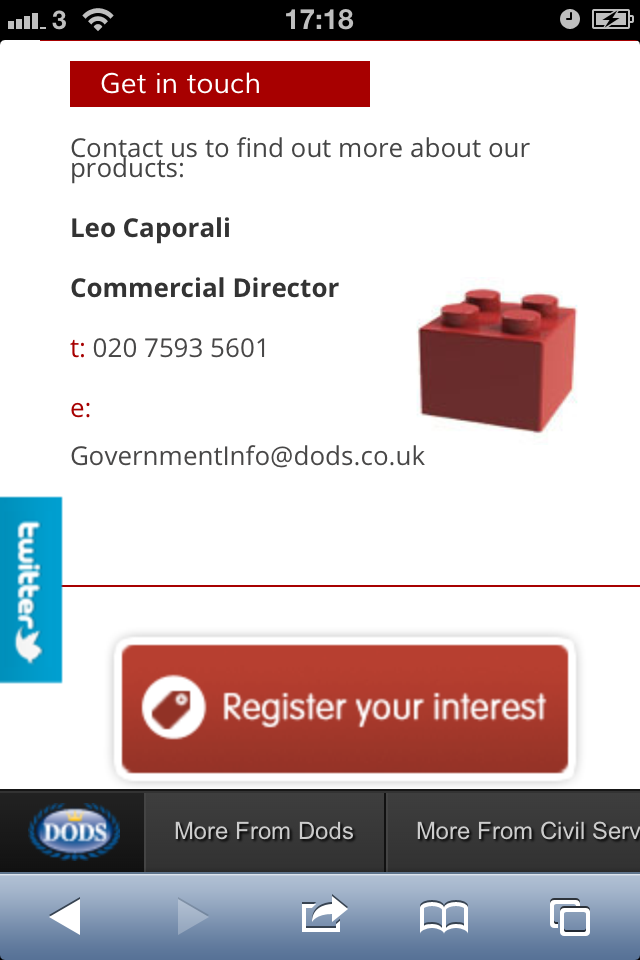 3 17:18
Get in touch
Contact us to find out more about our
products:
Leo Caporali
Commercial Director
t: 020 7593 5601
e:
GovernmentInfo@dods.co.uk
twitter
Register your interest
DODS More From Dods More From Civil Serv